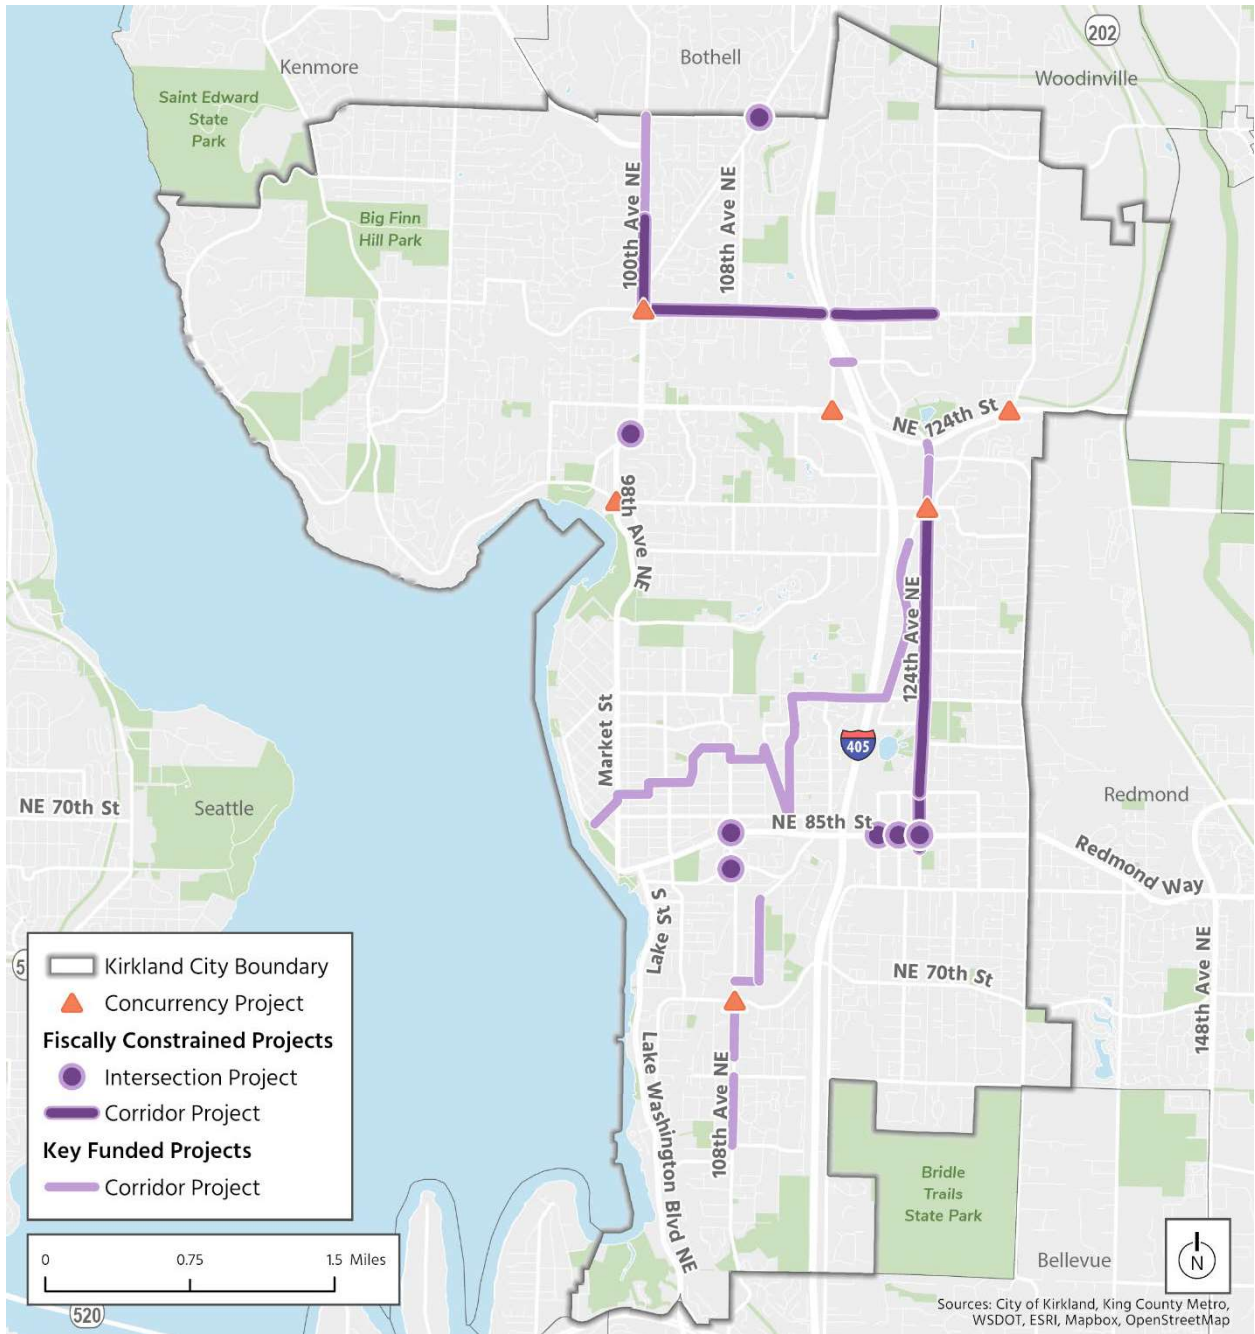 202
Bothell
Kenmore
Woodinville
Saint Edward
State
Park
100th Ave NE
108th Ave NE
Big Finn
Hill Park
NE 124th St
98th Ave NE
124th Ave NE
Market St
405
NE 70th St
Seattle
Redmond
NE 85th St
Redmond Way
Lake St S
148th Ave NE
NE 70th St
Kirkland City Boundary
Concurrency Project
Fiscally Constrained Projects
Intersection Project
Corridor Project
Key Funded Projects
Corridor Project
Lake Washington Blvd NE
108th Ave NE
Bridle
Trails
State Park
Bellevue
N
0 0.75 1.5 Miles
520
Sources: City of Kirkland, King County Metro,
WSDOT, ESRI, Mapbox, OpenStreetMap